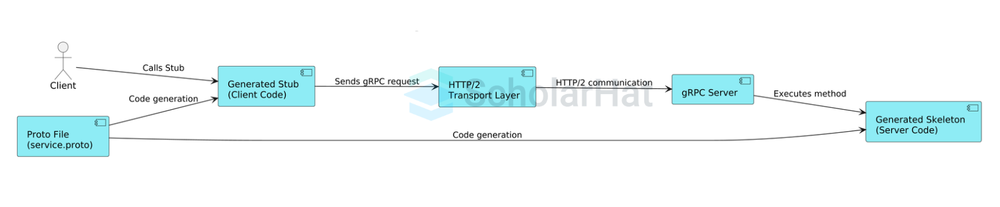 Client
Calls Stub
Generated Stub
(Client Code)
Code generation
Proto File
(service.proto)
Sends gRPC request
HTTP/2
Transport Layer
HTTP/2 communication
gRPC Server
Executes method
Generated Skeleton
(Server Code)
Code generation
ScholarHat